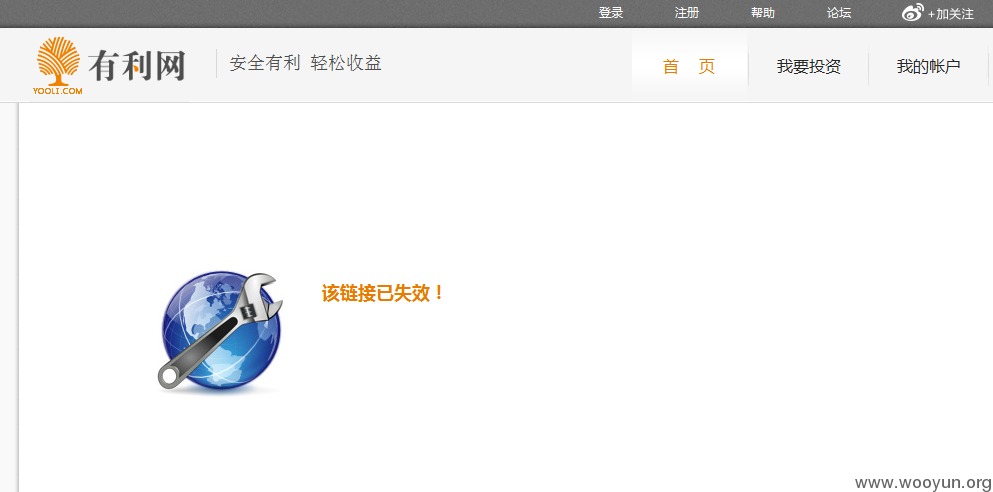 登录 注册 帮助 论坛 +加关注
有利网
YOOLI.COM
安全有利 轻松收益
首 页 我要投资 我的帐户
该链接已失效！
www.wooyun.org